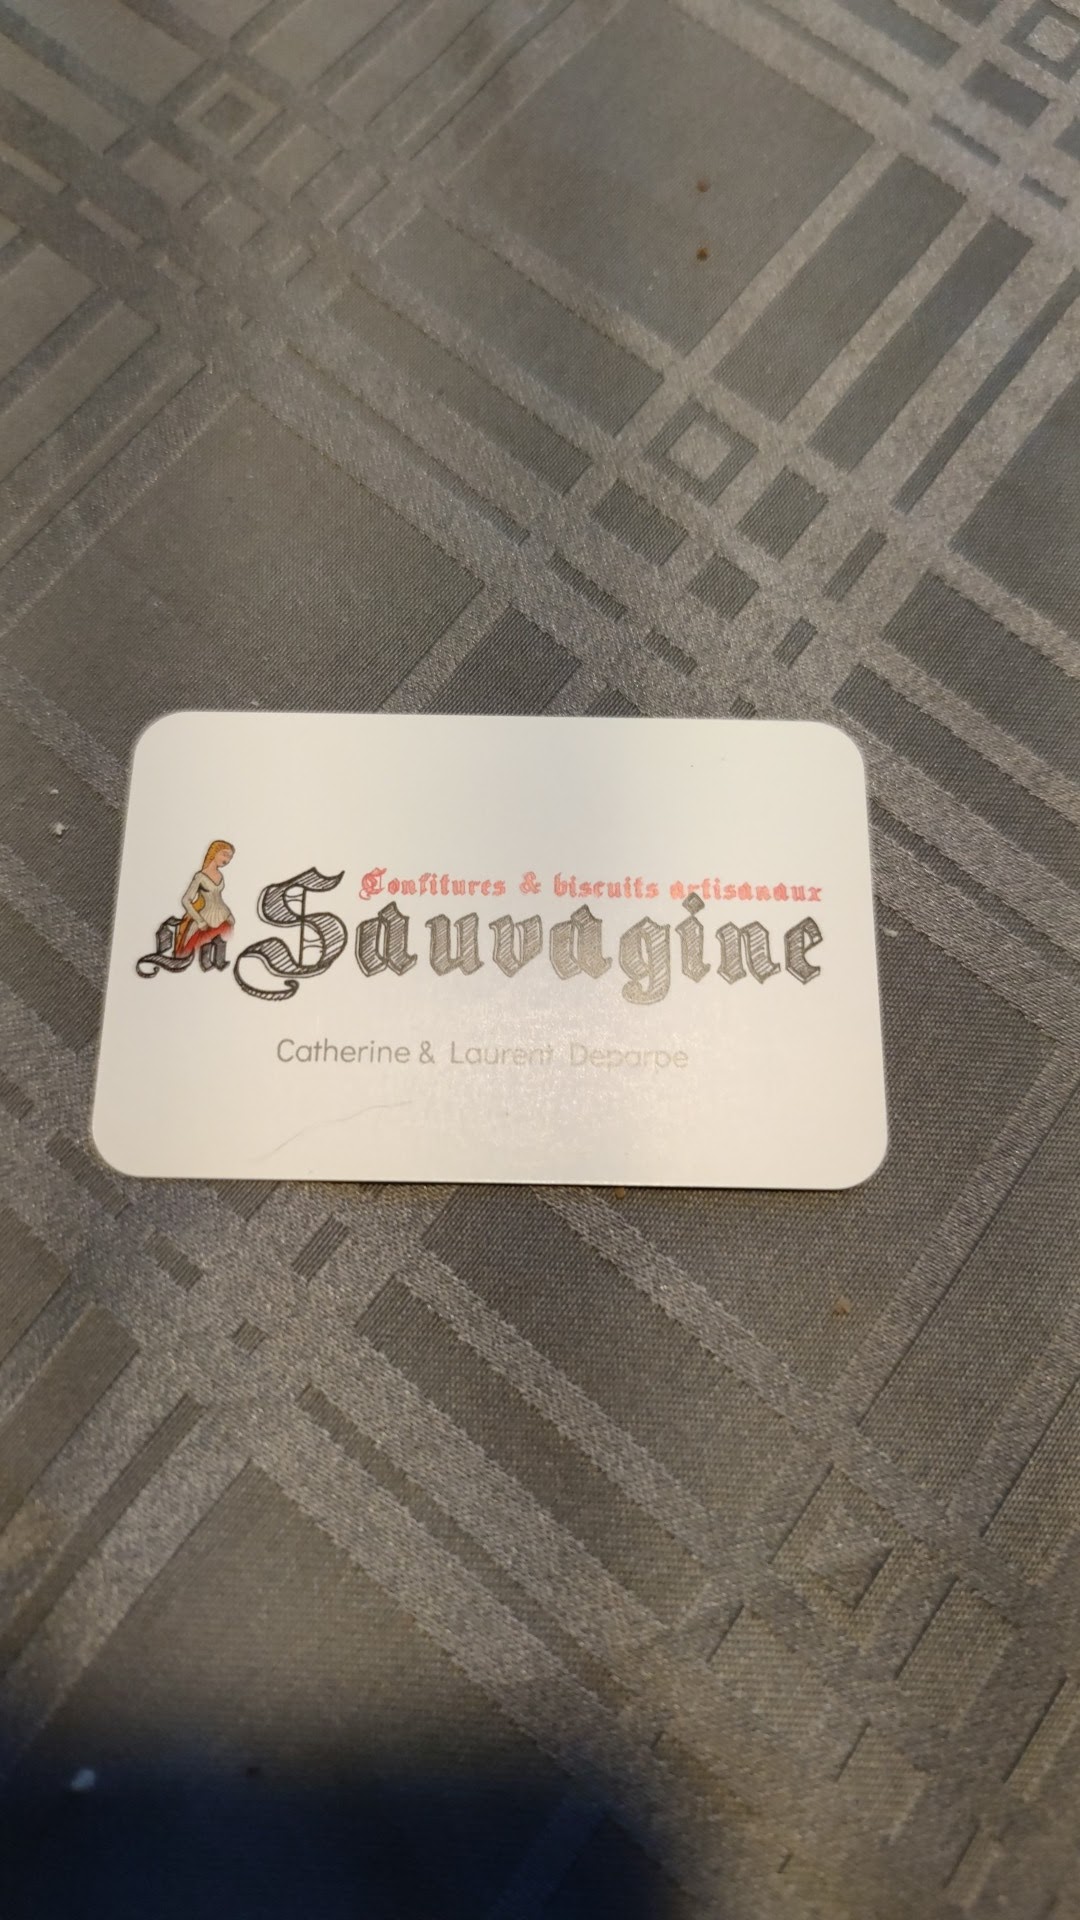 Confitures & biscuits artisanaux
La Sauvagine
Catherine & Laurent Deparpe